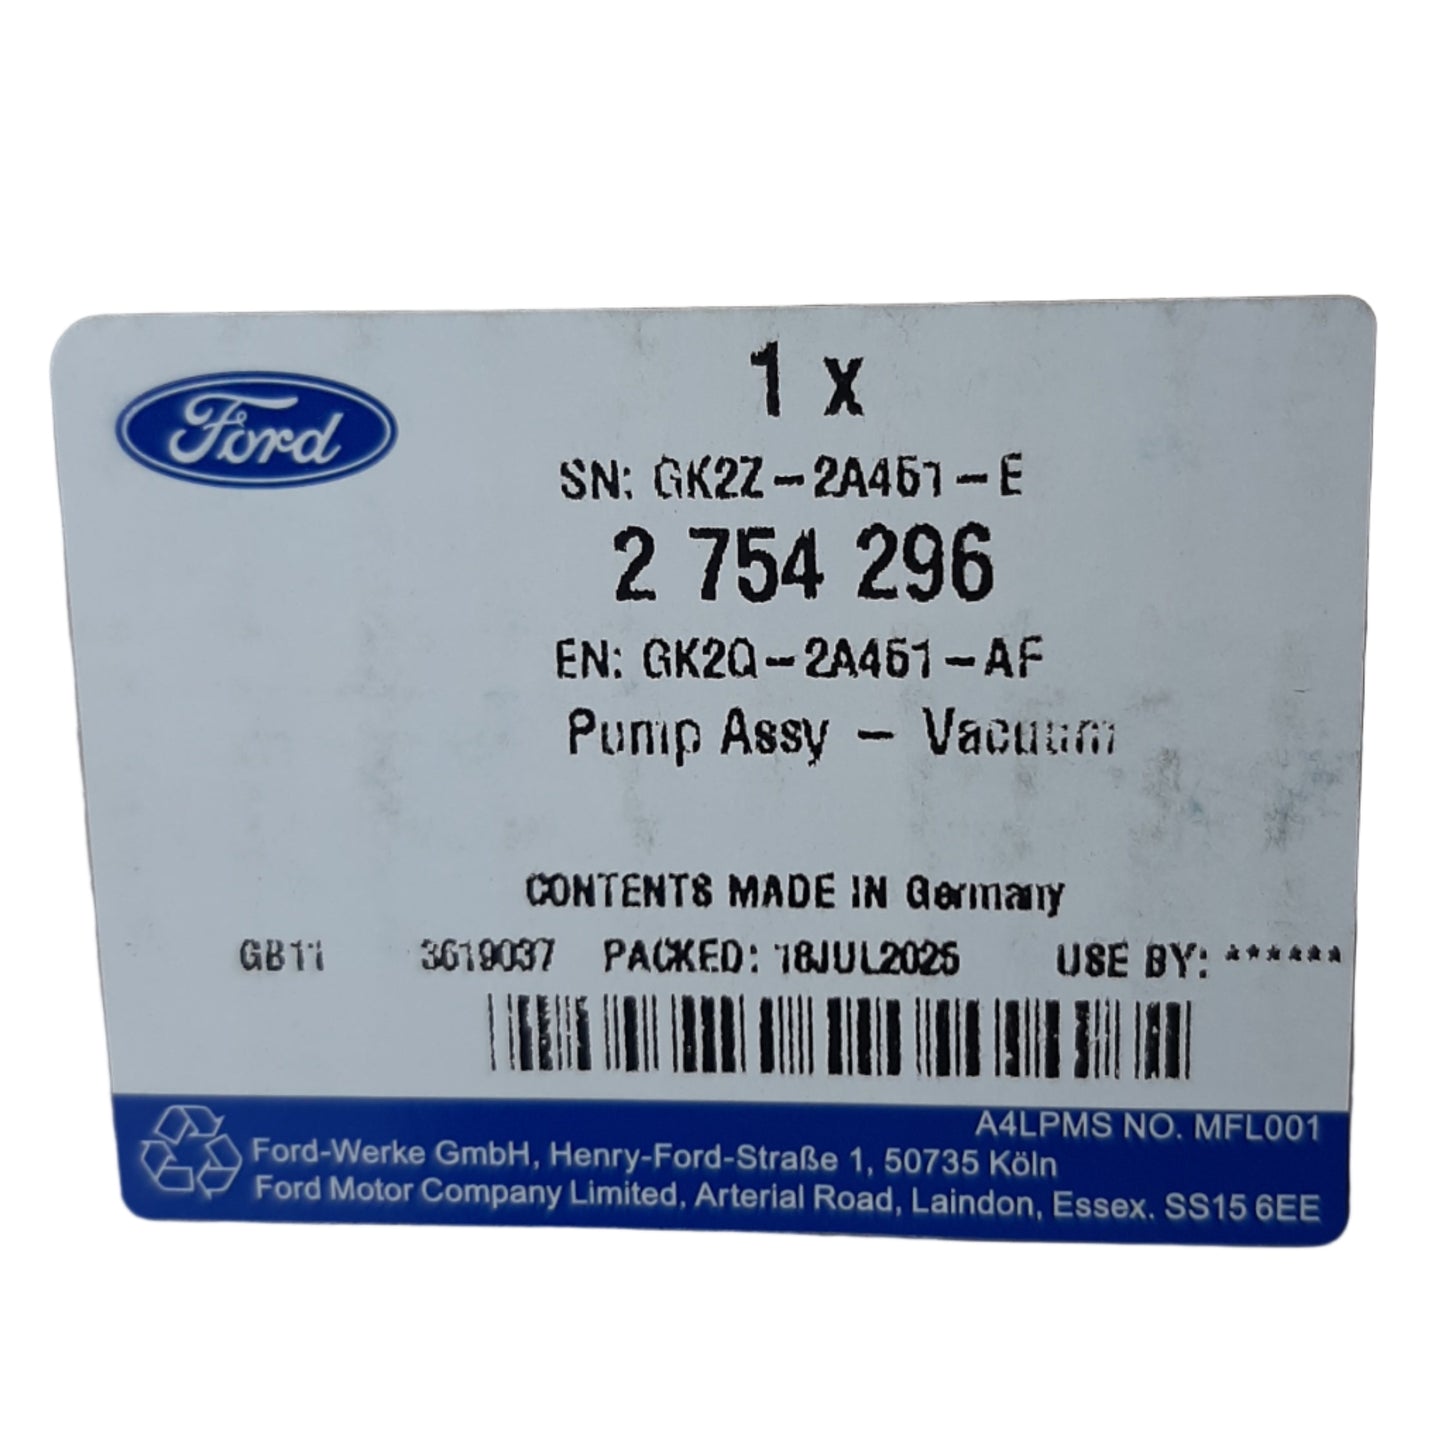 Ford
1 x
SN: GK2Z-2A451-E
2 754 296
EN: GK2Q-2A451-AF
Pump Assy - Vacuum
CONTENTS MADE IN Germany
GB11 3619037 PACKED: 18JUL2025 USE BY: ******
A4LPMS NO. MFL001
Ford-Werke GmbH, Henry-Ford-Straße 1, 50735 Köln
Ford Motor Company Limited, Arterial Road, Laindon, Essex. SS15 6EE